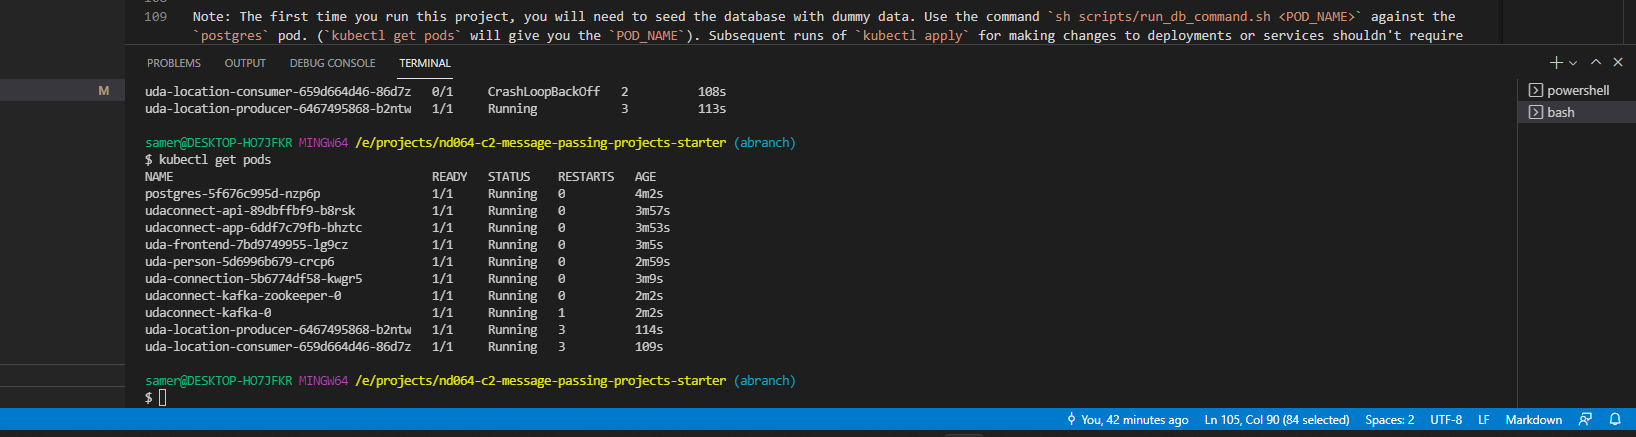 109 Note: The first time you run this project, you will need to seed the database with dummy data. Use the command `sh scripts/run_db_command.sh <POD_NAME>` against the
`postgres` pod. (`kubectl get pods` will give you the `POD_NAME`). Subsequent runs of `kubectl apply` for making changes to deployments or services shouldn't require
PROBLEMS OUTPUT DEBUG CONSOLE TERMINAL
M
uda-location-consumer-659d664d46-86d7z 0/1 CrashLoopBackOff 2 108s
uda-location-producer-6467495868-b2ntw 1/1 Running 3 113s
powershell
bash
samer@DESKTOP-HO7JFKR MINGW64 /e/projects/nd064-c2-message-passing-projects-starter (abranch)
$ kubectl get pods
NAME READY STATUS RESTARTS AGE
postgres-5f676c995d-nzp6p 1/1 Running 0 4m2s
udaconnect-api-89dbffbf9-b8rsk 1/1 Running 0 3m57s
udaconnect-app-6ddf7c79fb-bhztc 1/1 Running 0 3m53s
uda-frontend-7bd9749955-lg9cz 1/1 Running 0 3m5s
uda-person-5d6996b679-crcp6 1/1 Running 0 2m59s
uda-connection-5b6774df58-kwgr5 1/1 Running 0 3m9s
udaconnect-kafka-zookeeper-0 1/1 Running 0 2m2s
udaconnect-kafka-0 1/1 Running 1 2m2s
uda-location-producer-6467495868-b2ntw 1/1 Running 3 114s
uda-location-consumer-659d664d46-86d7z 1/1 Running 3 109s
samer@DESKTOP-HO7JFKR MINGW64 /e/projects/nd064-c2-message-passing-projects-starter (abranch)
$
You, 42 minutes ago Ln 105, Col 90 (84 selected) Spaces: 2 UTF-8 LF Markdown